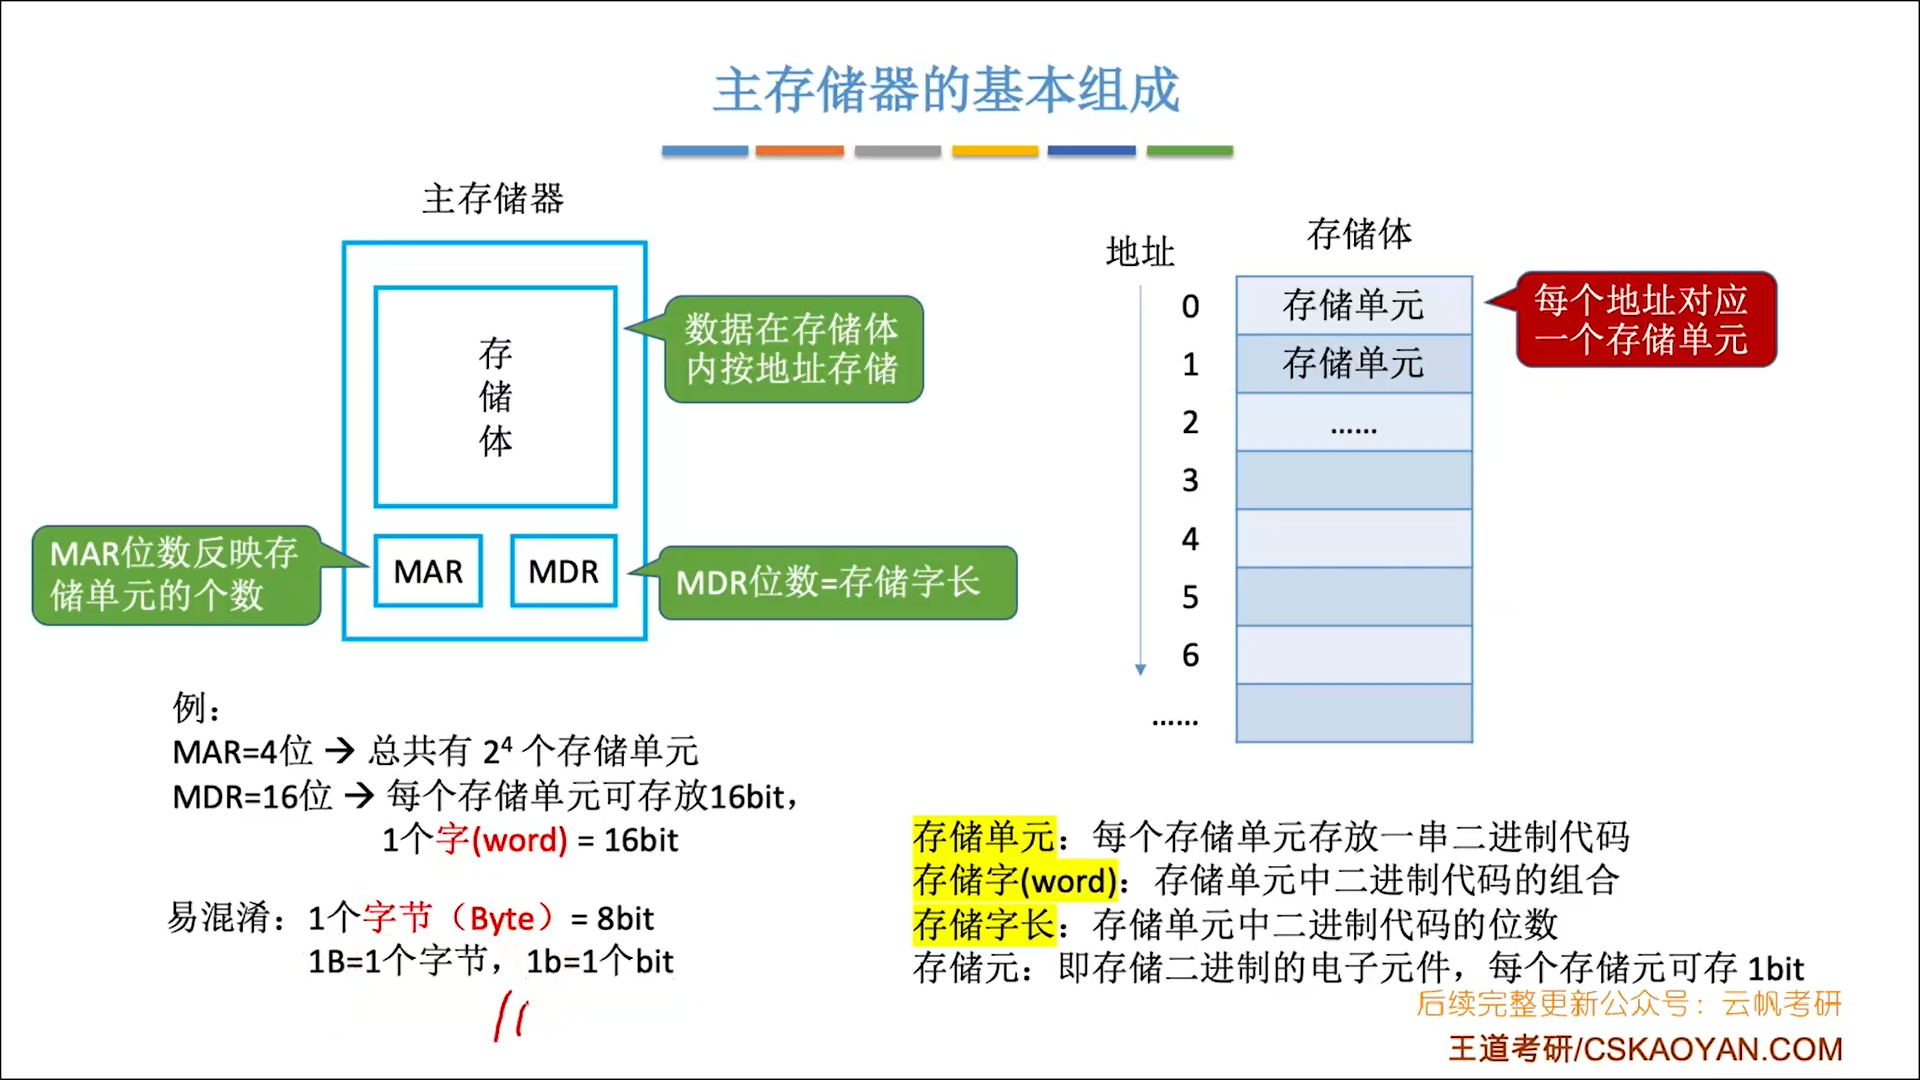 主存储器的基本组成
主存储器
存
储
体
数据在存储体
内按地址存储
MAR位数反映存
储单元的个数
MAR
MDR
MDR位数=存储字长
地址
存储体
0
存储单元
1
存储单元
2
……
3
4
5
6
……
每个地址对应
一个存储单元
例：
MAR=4位 → 总共有 2⁴ 个存储单元
MDR=16位 → 每个存储单元可存放16bit，
1个字(word) = 16bit
易混淆：1个字节（Byte）= 8bit
1B=1个字节，1b=1个bit
存储单元：每个存储单元存放一串二进制代码
存储字(word)：存储单元中二进制代码的组合
存储字长：存储单元中二进制代码的位数
存储元：即存储二进制的电子元件，每个存储元可存 1bit
后续完整更新公众号：云帆考研
王道考研/CSKAOYAN.COM